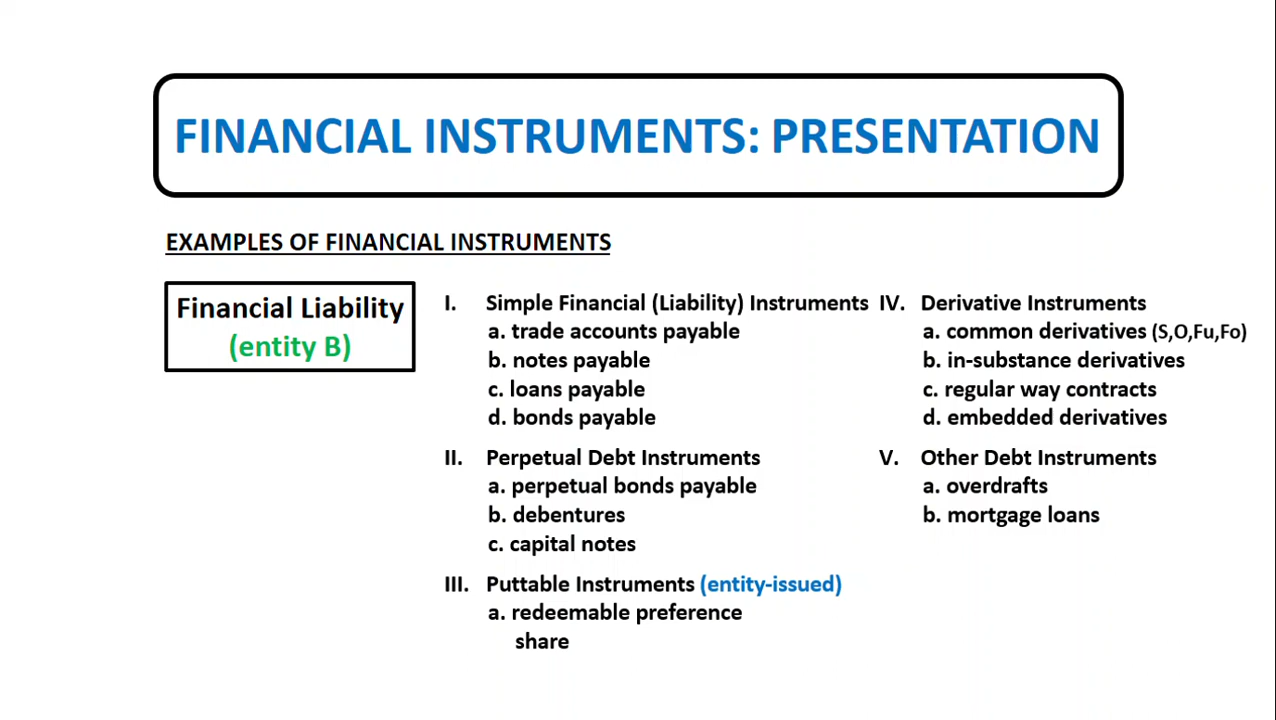 FINANCIAL INSTRUMENTS: PRESENTATION
EXAMPLES OF FINANCIAL INSTRUMENTS
Financial Liability
(entity B)
I. Simple Financial (Liability) Instruments
a. trade accounts payable
b. notes payable
c. loans payable
d. bonds payable
II. Perpetual Debt Instruments
a. perpetual bonds payable
b. debentures
c. capital notes
III. Puttable Instruments (entity-issued)
a. redeemable preference
share
IV. Derivative Instruments
a. common derivatives (S,O,Fu,Fo)
b. in-substance derivatives
c. regular way contracts
d. embedded derivatives
V. Other Debt Instruments
a. overdrafts
b. mortgage loans